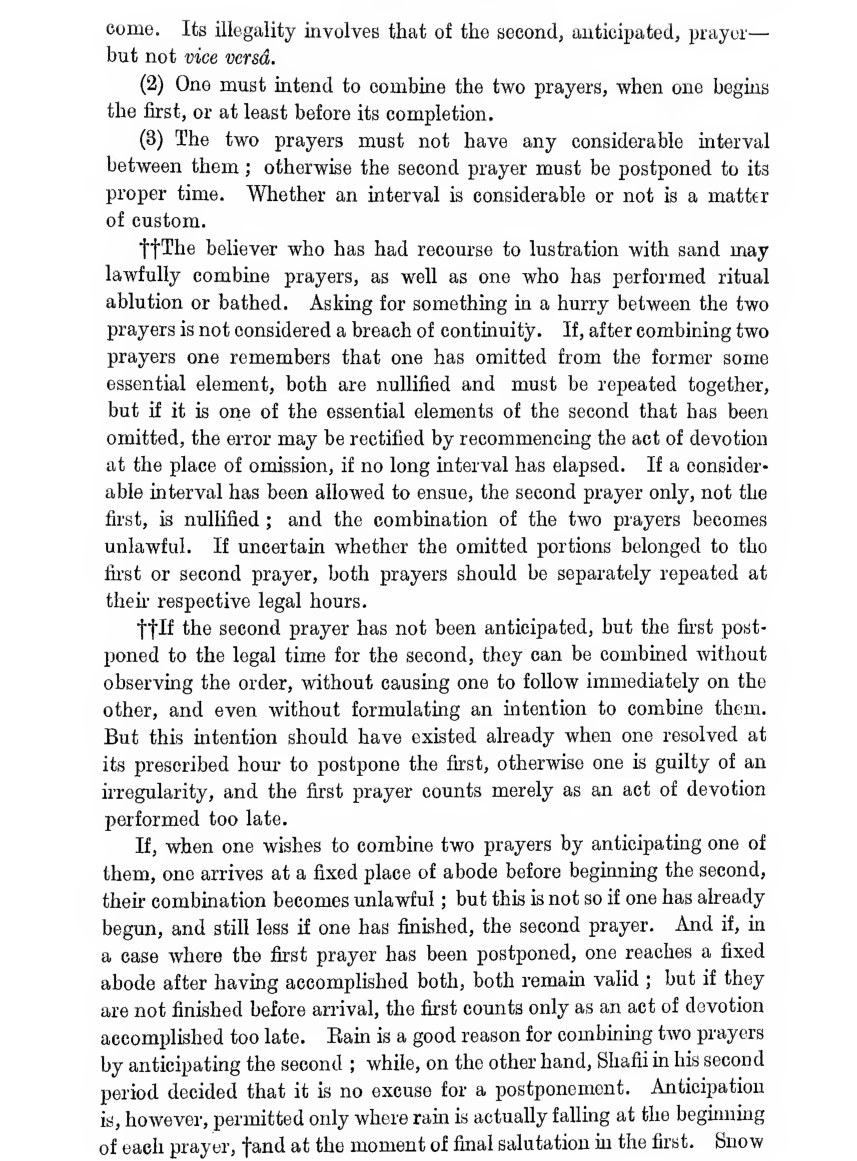 come. Its illegality involves that of the second, anticipated, prayer—
but not vice versâ.
(2) One must intend to combine the two prayers, when one begins
the first, or at least before its completion.
(3) The two prayers must not have any considerable interval
between them ; otherwise the second prayer must be postponed to its
proper time. Whether an interval is considerable or not is a matter
of custom.
††The believer who has had recourse to lustration with sand may
lawfully combine prayers, as well as one who has performed ritual
ablution or bathed. Asking for something in a hurry between the two
prayers is not considered a breach of continuity. If, after combining two
prayers one remembers that one has omitted from the former some
essential element, both are nullified and must be repeated together,
but if it is one of the essential elements of the second that has been
omitted, the error may be rectified by recommencing the act of devotion
at the place of omission, if no long interval has elapsed. If a consider-
able interval has been allowed to ensue, the second prayer only, not the
first, is nullified ; and the combination of the two prayers becomes
unlawful. If uncertain whether the omitted portions belonged to the
first or second prayer, both prayers should be separately repeated at
their respective legal hours.
††If the second prayer has not been anticipated, but the first post-
poned to the legal time for the second, they can be combined without
observing the order, without causing one to follow immediately on the
other, and even without formulating an intention to combine them.
But this intention should have existed already when one resolved at
its prescribed hour to postpone the first, otherwise one is guilty of an
irregularity, and the first prayer counts merely as an act of devotion
performed too late.
If, when one wishes to combine two prayers by anticipating one of
them, one arrives at a fixed place of abode before beginning the second,
their combination becomes unlawful ; but this is not so if one has already
begun, and still less if one has finished, the second prayer. And if, in
a case where the first prayer has been postponed, one reaches a fixed
abode after having accomplished both, both remain valid ; but if they
are not finished before arrival, the first counts only as an act of devotion
accomplished too late. Rain is a good reason for combining two prayers
by anticipating the second ; while, on the other hand, Shafii in his second
period decided that it is no excuse for a postponement. Anticipation
is, however, permitted only where rain is actually falling at the beginning
of each prayer, †and at the moment of final salutation in the first. Snow